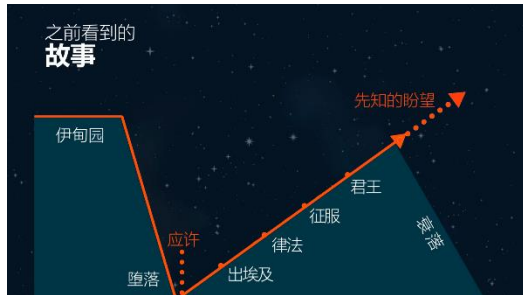 之前看到的
故事
先知的盼望
伊甸园
君王
征服
衰落
应许
律法
堕落
出埃及